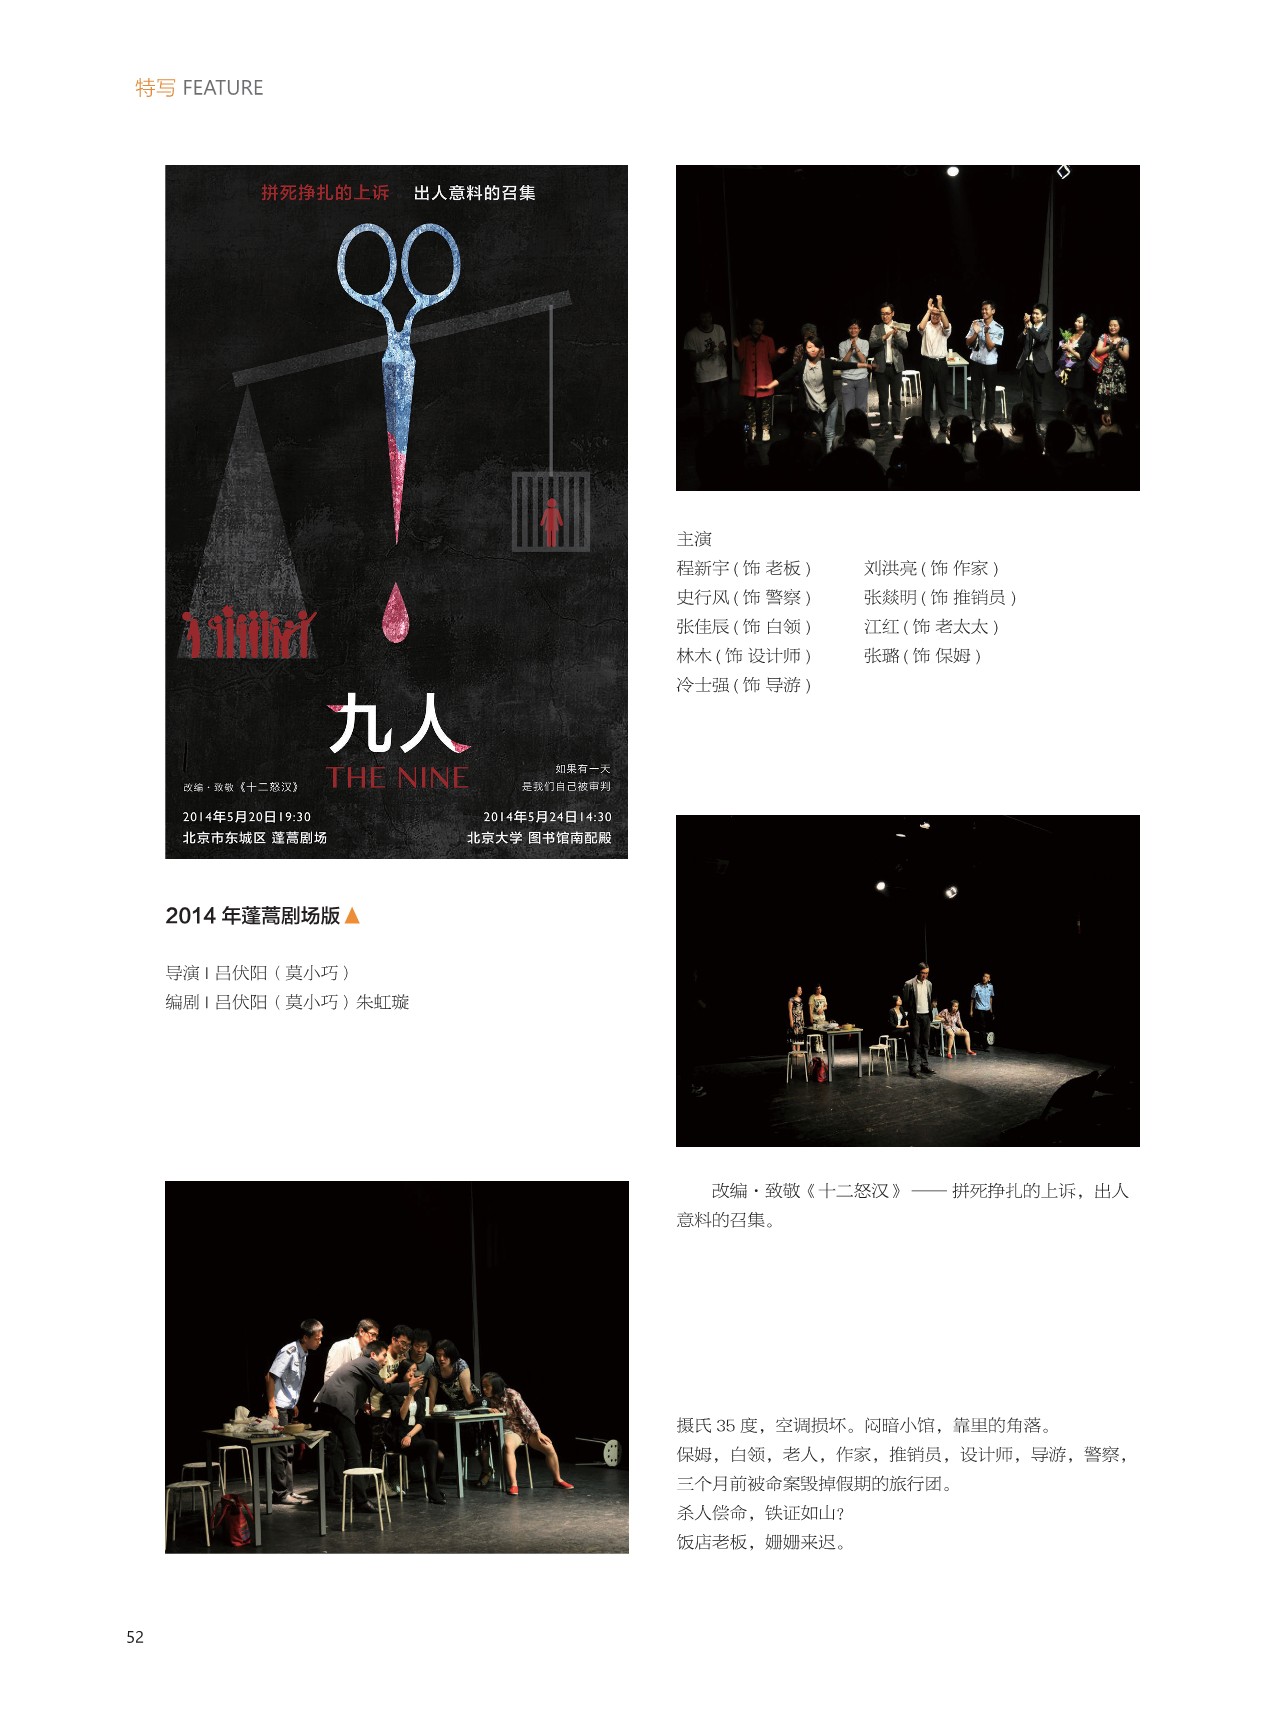 特写 FEATURE
拼死挣扎的上诉 出人意料的召集
九人
THE NINE
改编·致敬《十二怒汉》
如果有一天
是我们自己被审判
2014年5月20日19:30
北京市东城区 蓬蒿剧场
2014年5月24日14:30
北京大学 图书馆南配殿
2014 年蓬蒿剧场版▲
导演 | 吕伏阳（莫小巧）
编剧 | 吕伏阳（莫小巧）朱虹璇
主演
程新宇 ( 饰 老板 ) 刘洪亮 ( 饰 作家 )
史行风 ( 饰 警察 ) 张燚明 ( 饰 推销员 )
张佳辰 ( 饰 白领 ) 江红 ( 饰 老太太 )
林木 ( 饰 设计师 ) 张璐 ( 饰 保姆 )
冷士强 ( 饰 导游 )
改编·致敬《十二怒汉》 —— 拼死挣扎的上诉，出人
意料的召集。
摄氏 35 度，空调损坏。闷暗小馆，靠里的角落。
保姆，白领，老人，作家，推销员，设计师，导游，警察，
三个月前被命案毁掉假期的旅行团。
杀人偿命，铁证如山?
饭店老板，姗姗来迟。
52